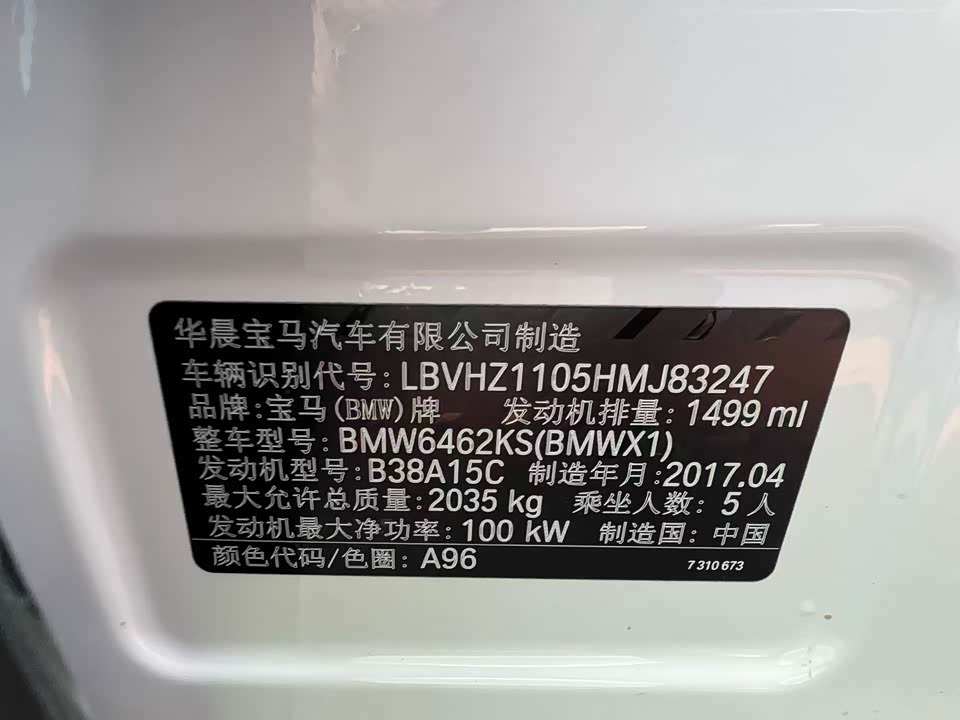 华晨宝马汽车有限公司制造
车辆识别代号: LBVHZ1105HMJ83247
品牌: 宝马(BMW)牌 发动机排量: 1499 ml
整车型号: BMW6462KS(BMWX1)
发动机型号: B38A15C 制造年月: 2017.04
最大允许总质量: 2035 kg 乘坐人数: 5 人
发动机最大净功率: 100 kW 制造国: 中国
颜色代码/色圈: A96 7 310 673